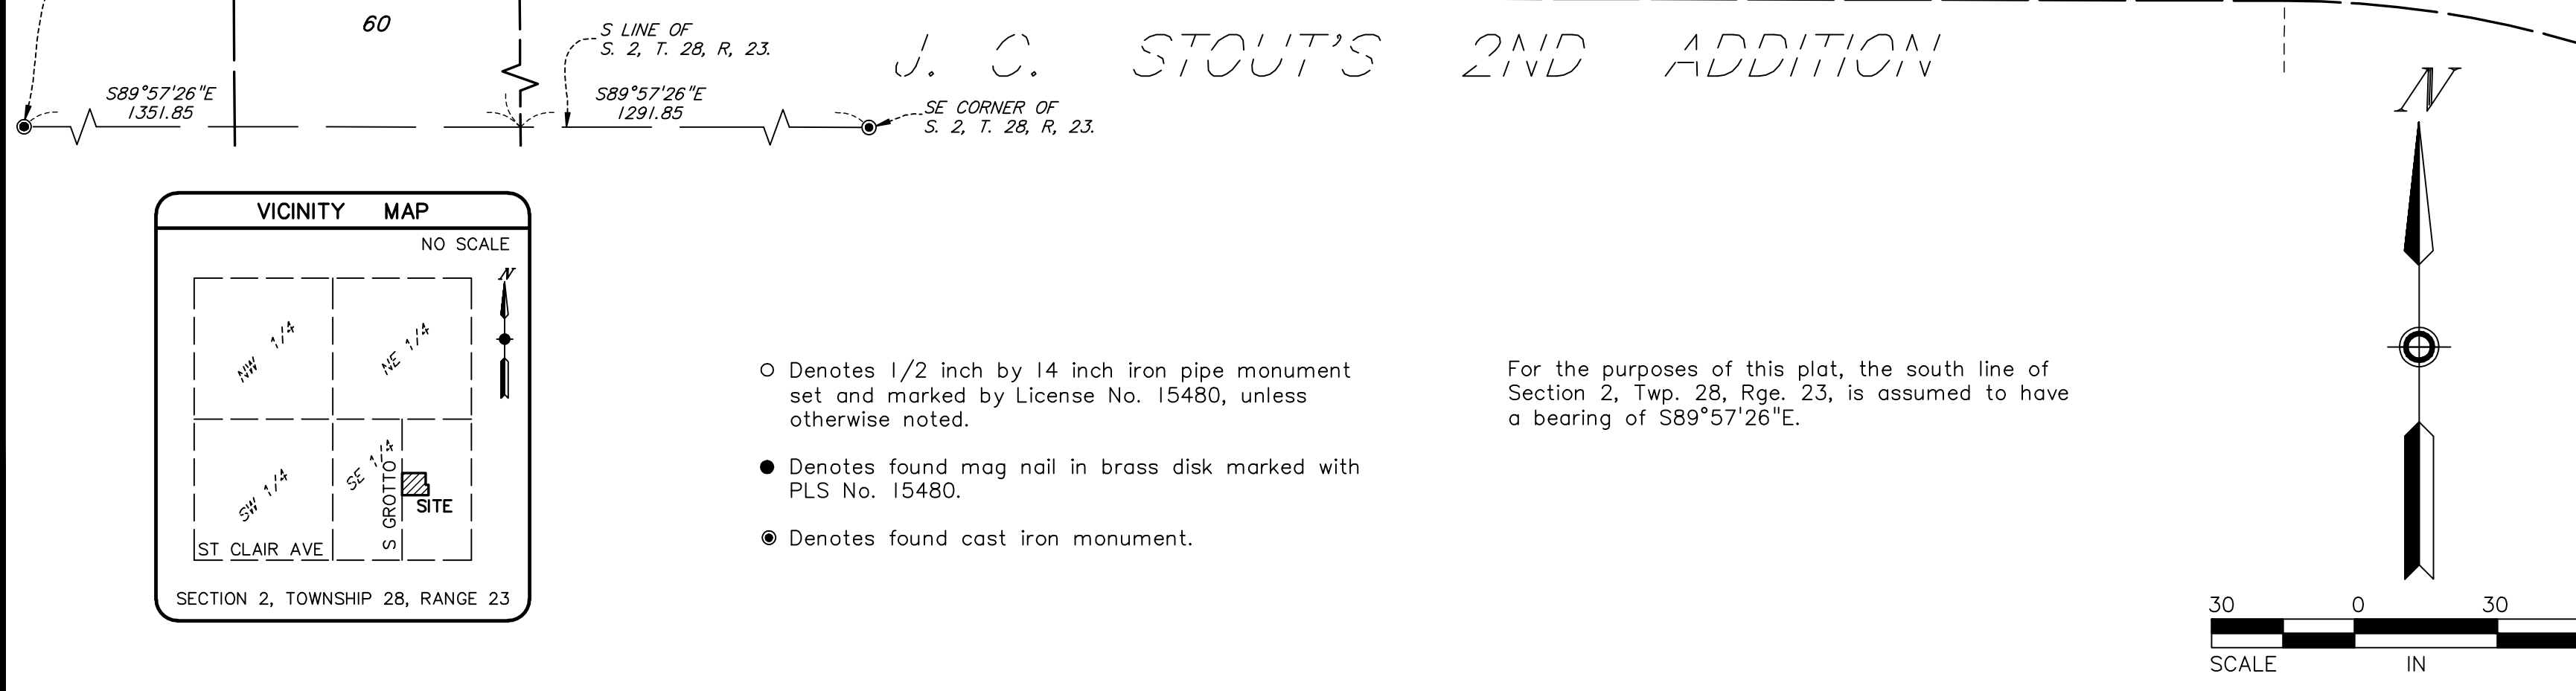 60
S LINE OF
S. 2, T. 28, R, 23.
J. C. STOUT'S 2ND ADDITION
S89°57'26"E
1351.85
S89°57'26"E
1291.85
SE CORNER OF
S. 2, T. 28, R, 23.
N
VICINITY MAP
NO SCALE
N
NW 1/4
NE 1/4
SW 1/4
SE 1/4
S GROTTO
SITE
ST CLAIR AVE
SECTION 2, TOWNSHIP 28, RANGE 23
Denotes 1/2 inch by 14 inch iron pipe monument
set and marked by License No. 15480, unless
otherwise noted.
Denotes found mag nail in brass disk marked with
PLS No. 15480.
Denotes found cast iron monument.
For the purposes of this plat, the south line of
Section 2, Twp. 28, Rge. 23, is assumed to have
a bearing of S89°57'26"E.
30 0 30
SCALE IN